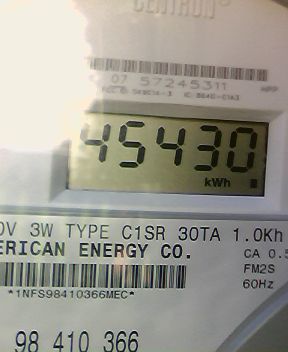 CENTRON®
07 57245311
45430
kWh
0V 3W TYPE C1SR 30TA 1.0Kh
ERICAN ENERGY CO.
CA 0.5
FM2S
60Hz
*1NFS98410366MEC*
98 410 366